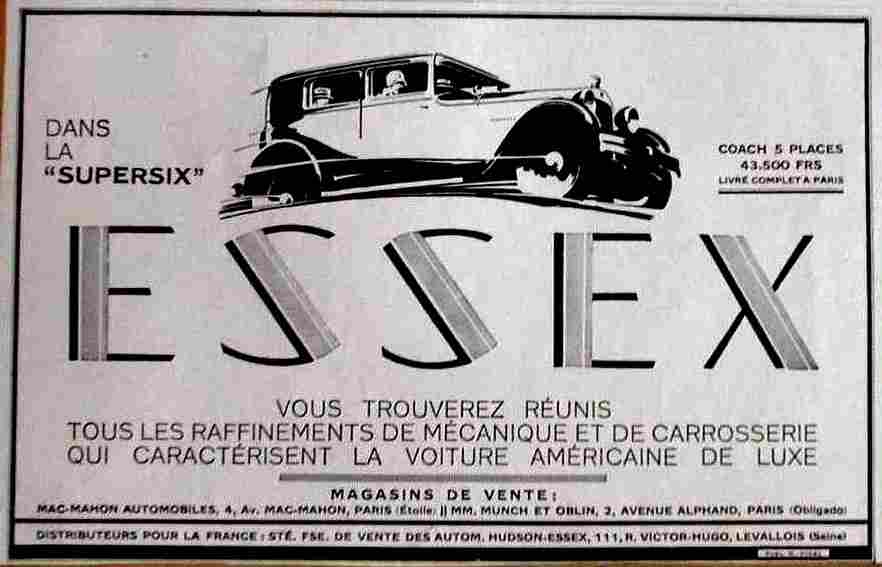 DANS
LA
"SUPERSIX"
COACH 5 PLACES
43.500 FRS
LIVRÉ COMPLET A PARIS
ESSEX
VOUS TROUVEREZ RÉUNIS
TOUS LES RAFFINEMENTS DE MÉCANIQUE ET DE CARROSSERIE
QUI CARACTÉRISENT LA VOITURE AMÉRICAINE DE LUXE
MAGASINS DE VENTE:
MAC-MAHON AUTOMOBILES, 4, Av. MAC-MAHON, PARIS (Étoile) || MM. MUNCH ET OBLIN, 2, AVENUE ALPHAND, PARIS (Obligado)
DISTRIBUTEURS POUR LA FRANCE: STÉ. FSE. DE VENTE DES AUTOM. HUDSON-ESSEX, 111, R. VICTOR-HUGO, LEVALLOIS (Seine)